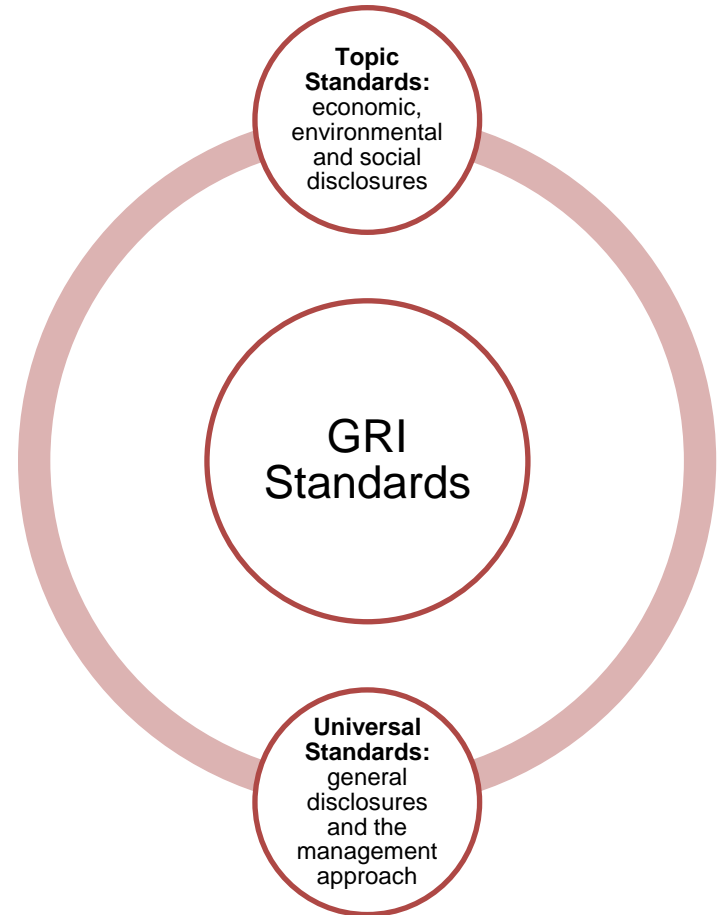 Topic
Standards:
economic,
environmental
and social
disclosures
GRI
Standards
Universal
Standards:
general
disclosures
and the
management
approach